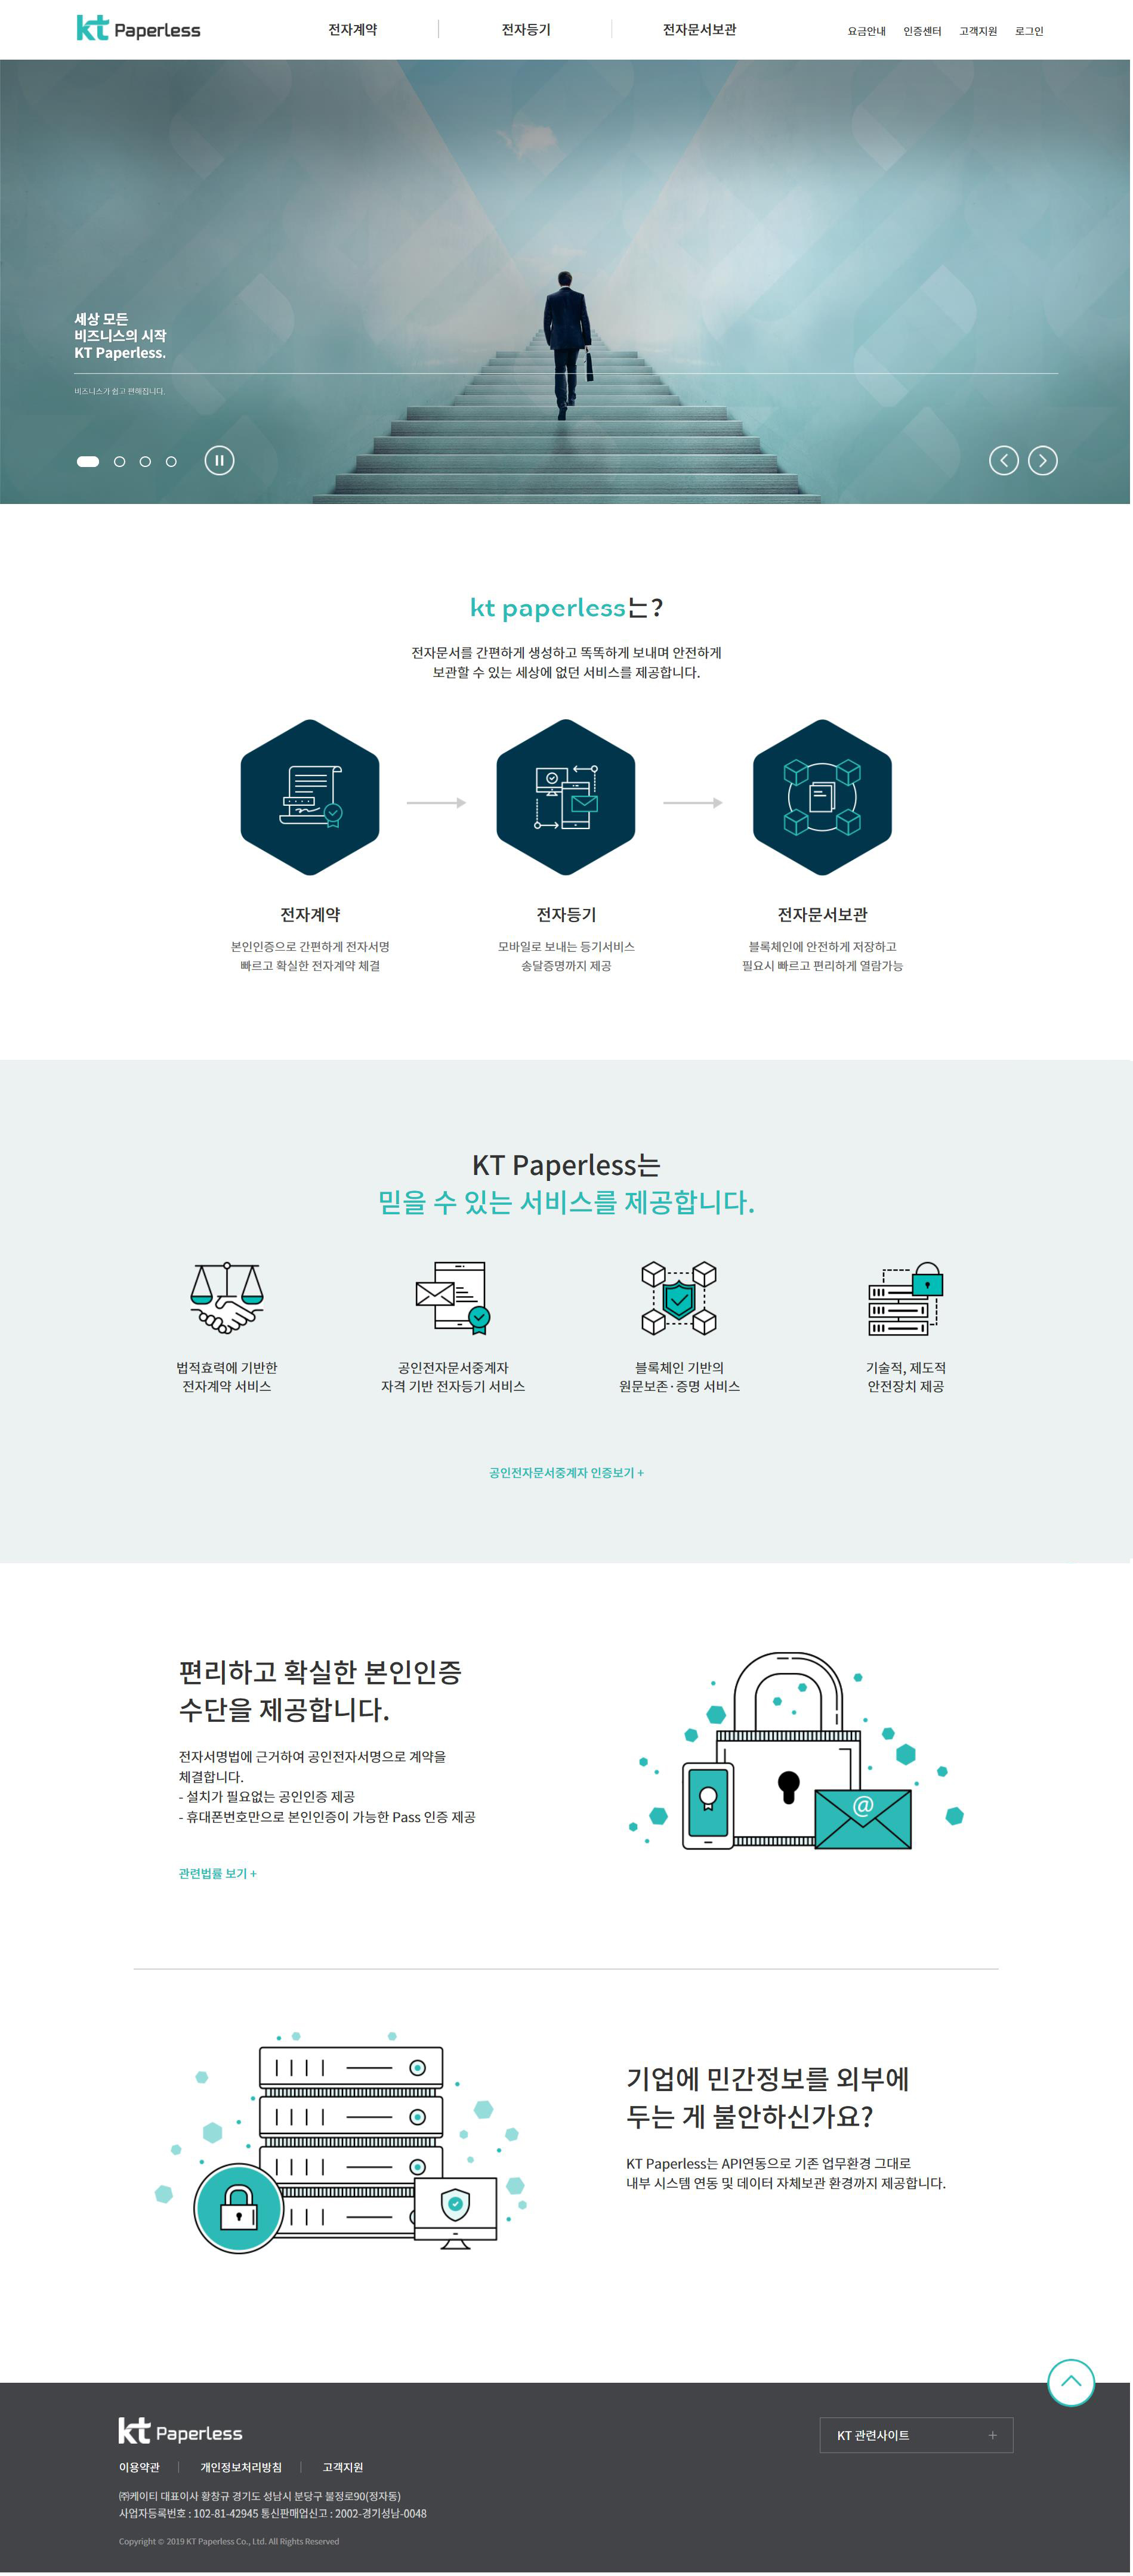 kt Paperless
전자계약
전자등기
전자문서보관
요금안내
인증센터
고객지원
로그인
세상 모든
비즈니스의 시작
KT Paperless.
비즈니스가 쉽고 편해집니다.
kt paperless는?
전자문서를 간편하게 생성하고 똑똑하게 보내며 안전하게
보관할 수 있는 세상에 없던 서비스를 제공합니다.
전자계약
본인인증으로 간편하게 전자서명
빠르고 확실한 전자계약 체결
전자등기
모바일로 보내는 등기서비스
송달증명까지 제공
전자문서보관
블록체인에 안전하게 저장하고
필요시 빠르고 편리하게 열람가능
KT Paperless는
믿을 수 있는 서비스를 제공합니다.
법적효력에 기반한
전자계약 서비스
공인전자문서중계자
자격 기반 전자등기 서비스
블록체인 기반의
원문보존·증명 서비스
기술적, 제도적
안전장치 제공
공인전자문서중계자 인증보기 +
편리하고 확실한 본인인증
수단을 제공합니다.
전자서명법에 근거하여 공인전자서명으로 계약을
체결합니다.
- 설치가 필요없는 공인인증 제공
- 휴대폰번호만으로 본인인증이 가능한 Pass 인증 제공
관련법률 보기 +
@
기업에 민간정보를 외부에
두는 게 불안하신가요?
KT Paperless는 API연동으로 기존 업무환경 그대로
내부 시스템 연동 및 데이터 자체보관 환경까지 제공합니다.
kt Paperless
KT 관련사이트 +
이용약관
개인정보처리방침
고객지원
㈜케이티 대표이사 황창규 경기도 성남시 분당구 불정로90(정자동)
사업자등록번호 : 102-81-42945 통신판매업신고 : 2002-경기성남-0048
Copyright © 2019 KT Paperless Co., Ltd. All Rights Reserved